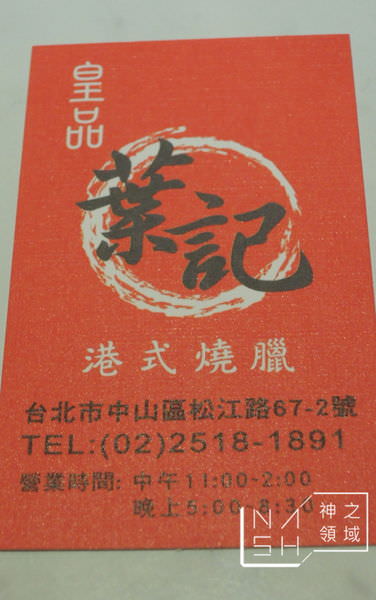 皇品
葉記
港式燒臘
台北市中山區松江路67-2號
TEL:(02)2518-1891
營業時間: 中午11:00-2:00
晚上5:00-8:30
NASH 神之領域